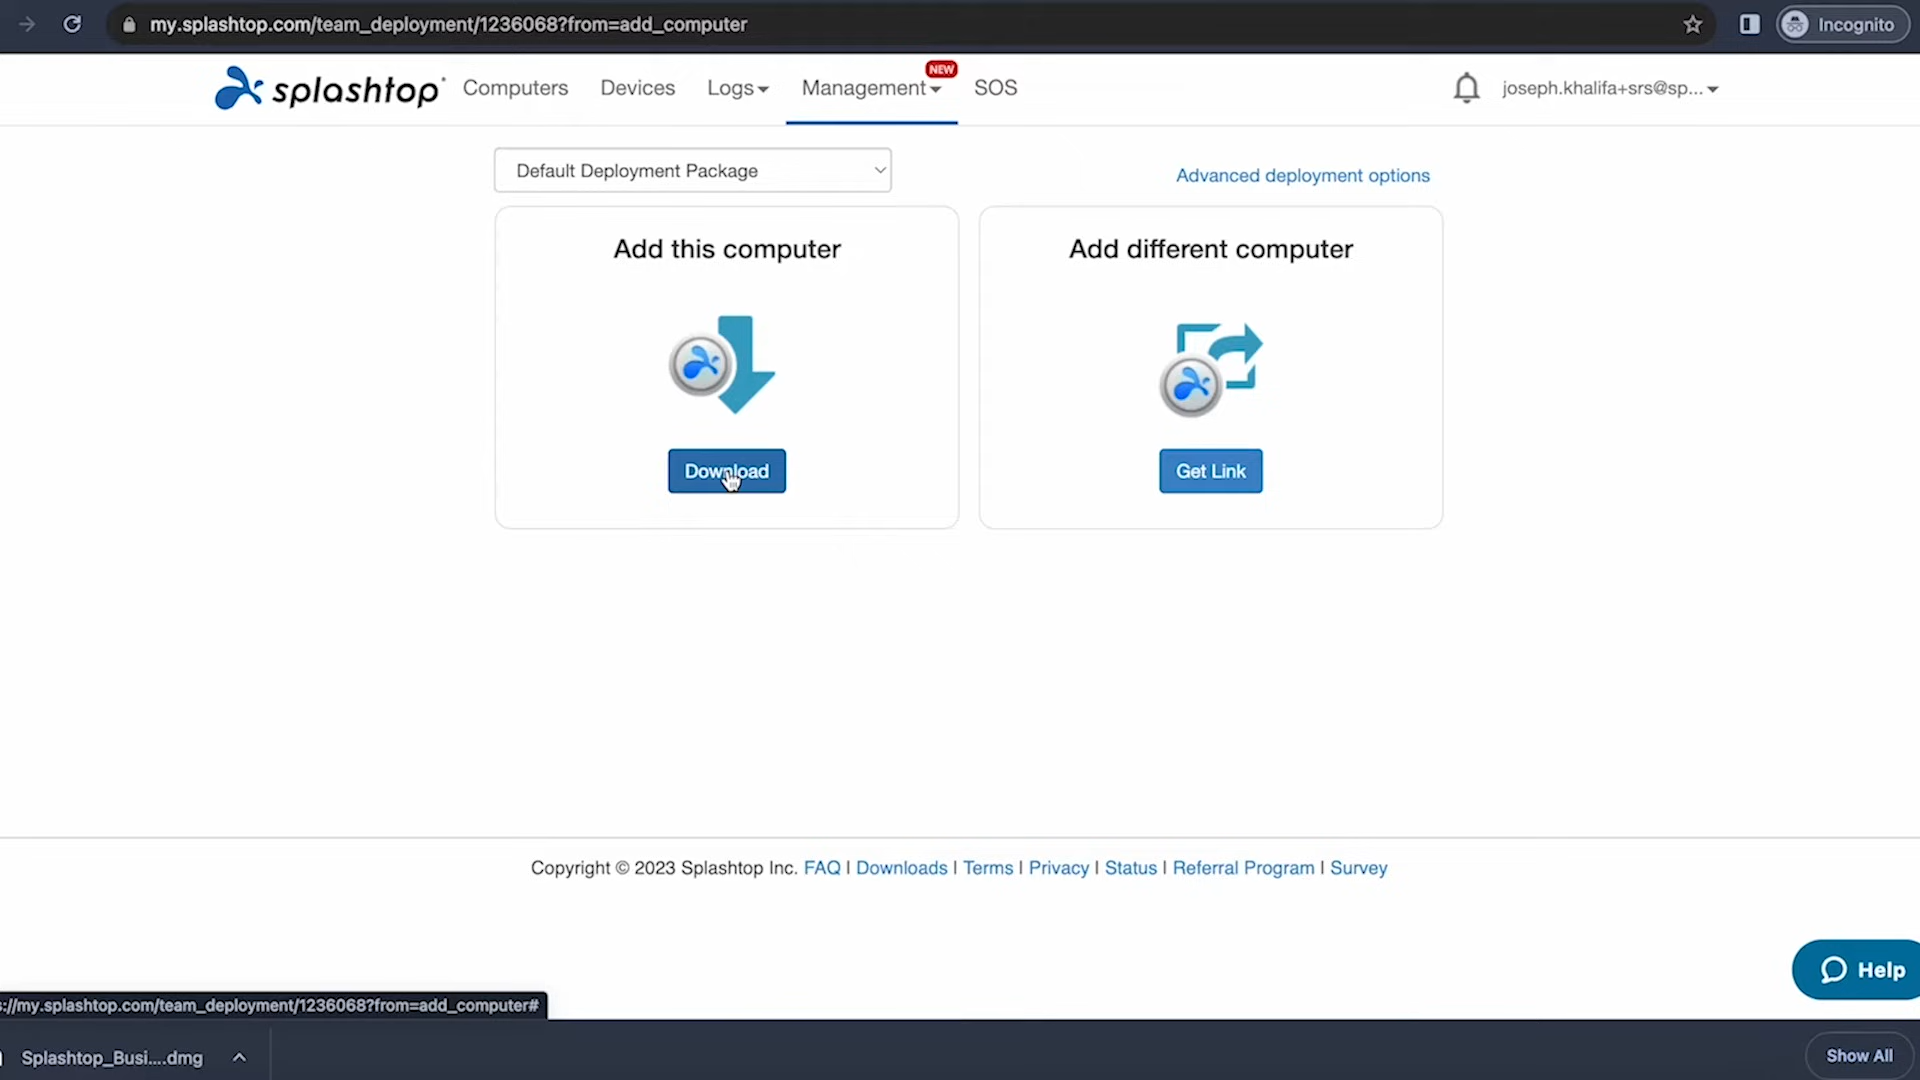 my.splashtop.com/team_deployment/1236068?from=add_computer
Incognito
splashtop
Computers
Devices
Logs
Management
NEW
SOS
joseph.khalifa+srs@sp...
Default Deployment Package
Advanced deployment options
Add this computer
Add different computer
Download
Get Link
Copyright © 2023 Splashtop Inc. FAQ | Downloads | Terms | Privacy | Status | Referral Program | Survey
Help
s://my.splashtop.com/team_deployment/1236068?from=add_computer#
Splashtop_Busi....dmg
Show All